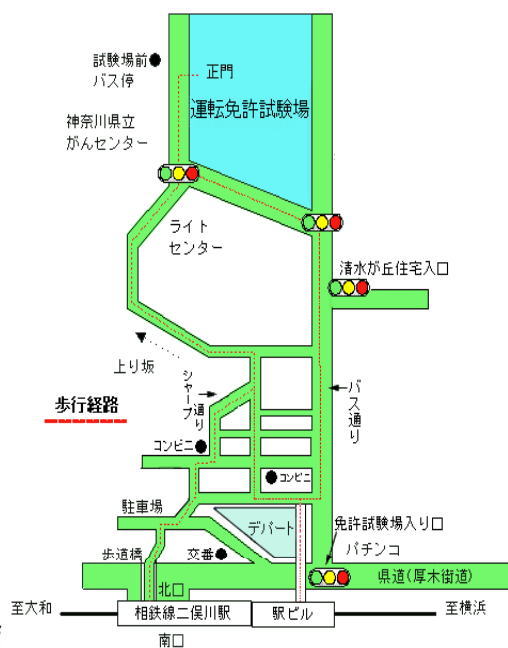 試験場前
バス停
正門
運転免許試験場
神奈川県立
がんセンター
ライト
センター
清水が丘住宅入口
上り坂
シャープ
通り
バス通り
歩行経路
コンビニ
コンビニ
駐車場
デパート
免許試験場入り口
パチンコ
歩道橋
交番
北口
県道(厚木街道)
至大和
相鉄線二俣川駅
駅ビル
至横浜
南口